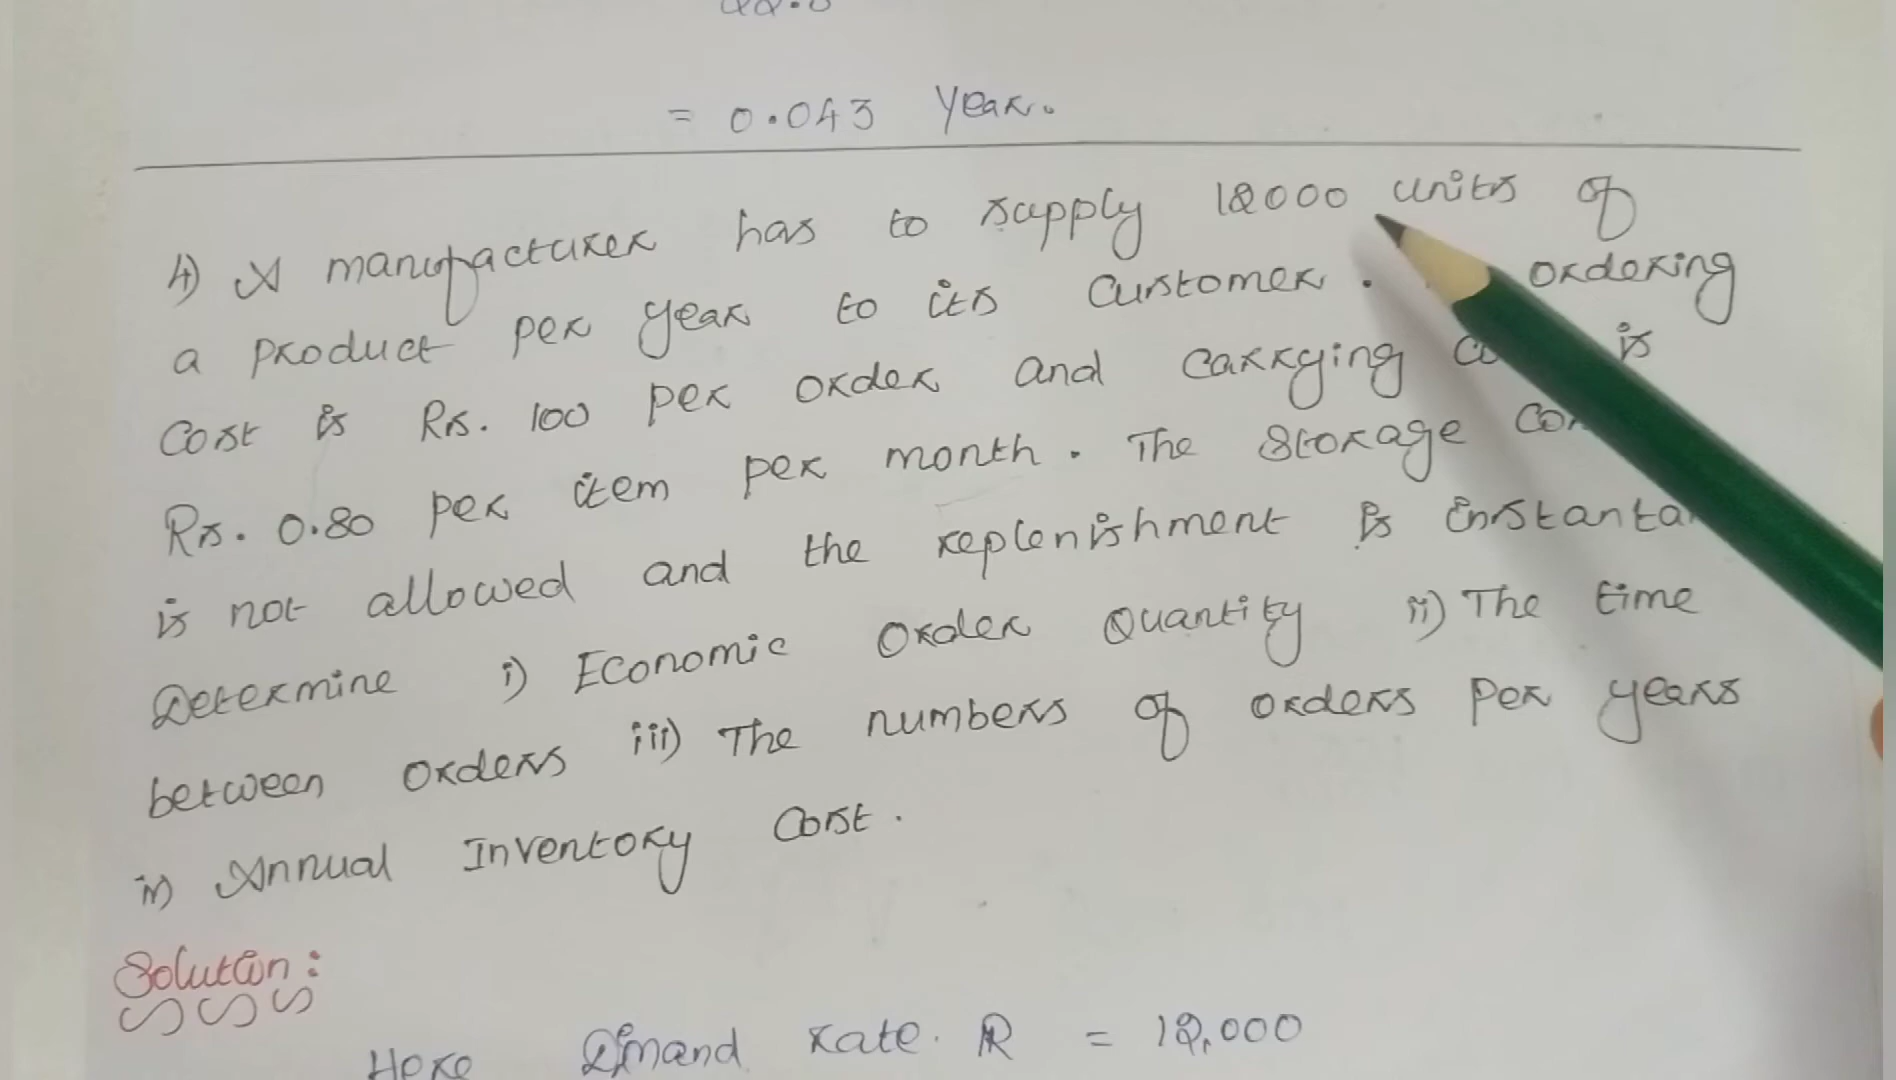 = 0.043 Year.
4) A manufacturer has to supply 12000 units of
a product per year to its customer. ordering
cost is Rs. 100 per order and carrying is
Rs. 0.80 per item per month. The storage
is not allowed and the replenishment is
Determine i) Economic Order Quantity ii) The time
between orders iii) The numbers of orders per years
iv) Annual Inventory Cost.
Solution:
Here Dmand rate. R = 12,000